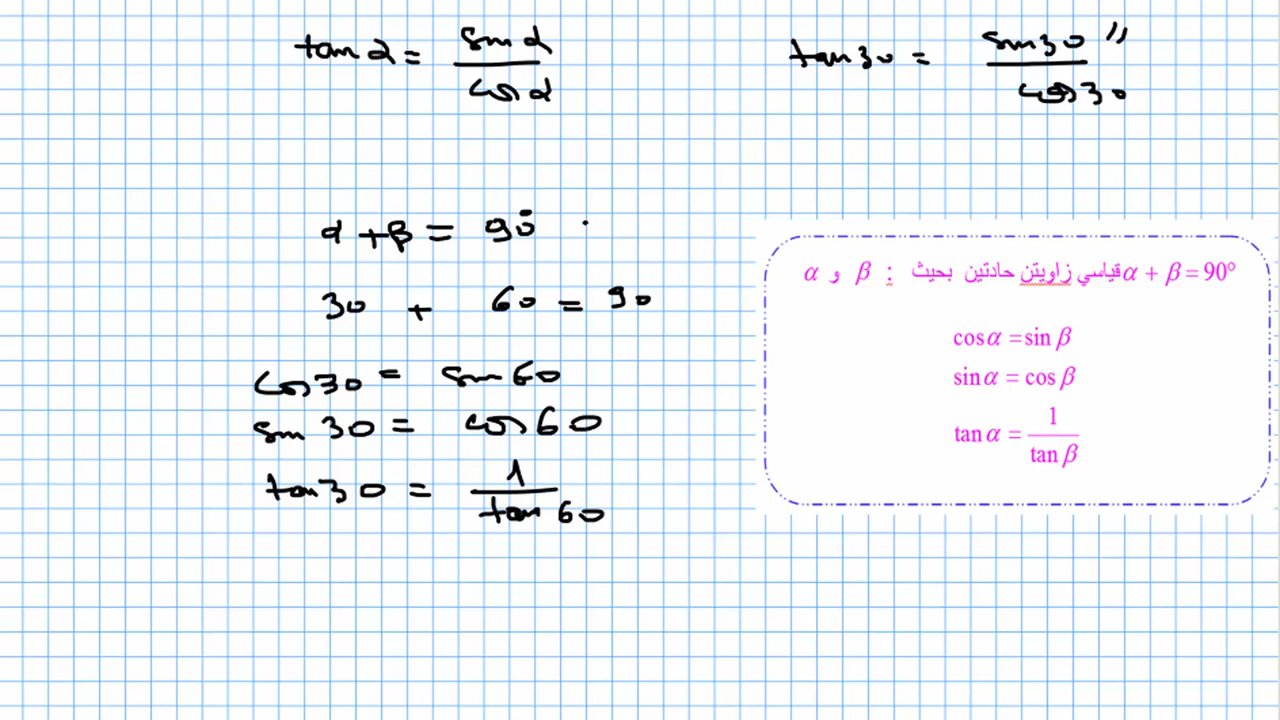 tan α = sin α / cos α
tan 30 = sin 30 / cos 30
α + β = 90°
30 + 60 = 90
cos 30 = sin 60
sin 30 = cos 60
tan 30 = 1 / tan 60
α و β قياسي زاويتن حادتين بحيث : α + β = 90°
cos α = sin β
sin α = cos β
tan α = 1 / tan β